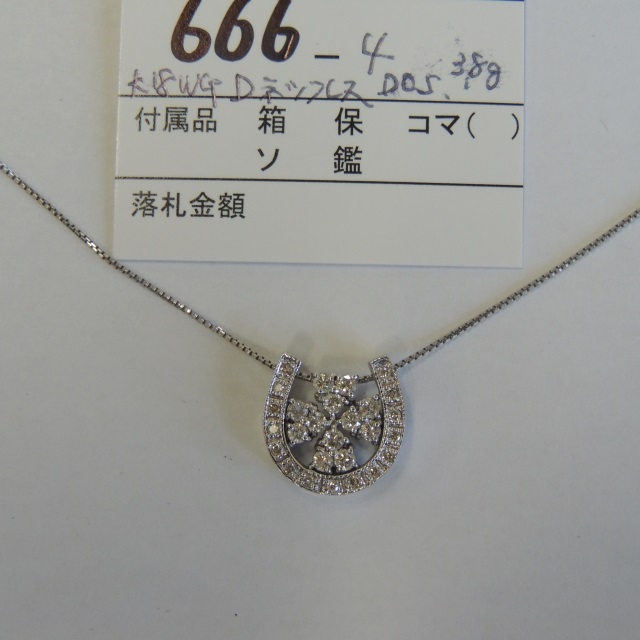 666 - 4
K18WG Dネックレス D0.5 3.8g
付属品 箱 保 コマ( )
ソ 鑑
落札金額